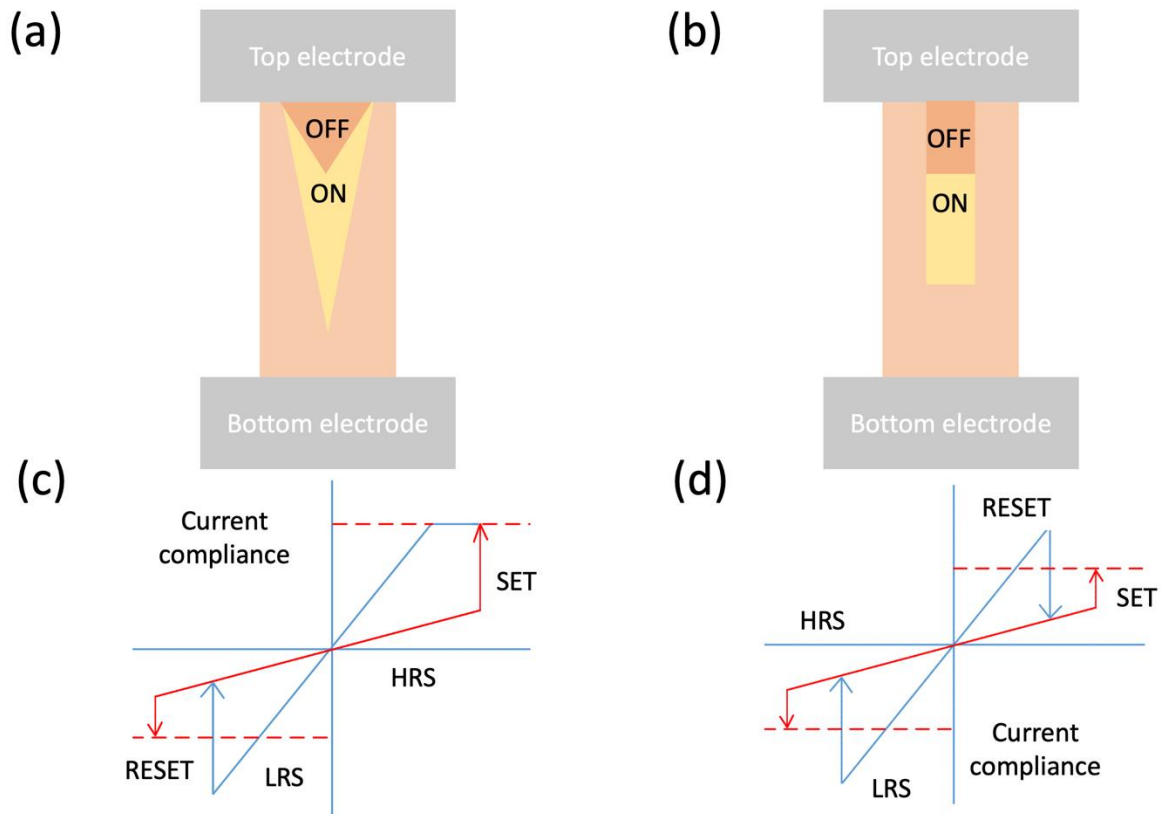 (a)
Top electrode
OFF
ON
Bottom electrode
(b)
Top electrode
OFF
ON
Bottom electrode
(c)
Current
compliance
SET
HRS
RESET
LRS
(d)
RESET
SET
HRS
LRS
Current
compliance